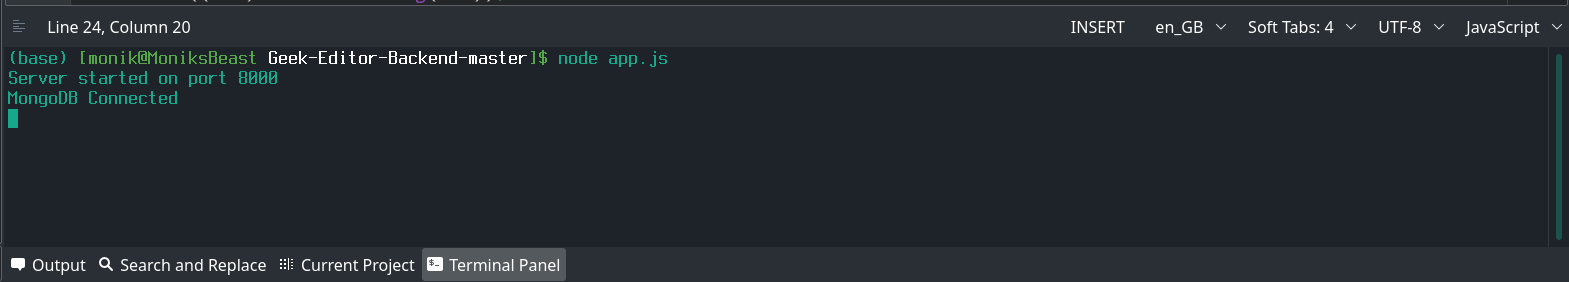 Line 24, Column 20 INSERT en_GB Soft Tabs: 4 UTF-8 JavaScript
(base) [monik@MoniksBeast Geek-Editor-Backend-master]$ node app.js
Server started on port 8000
MongoDB Connected
Output Search and Replace Current Project Terminal Panel